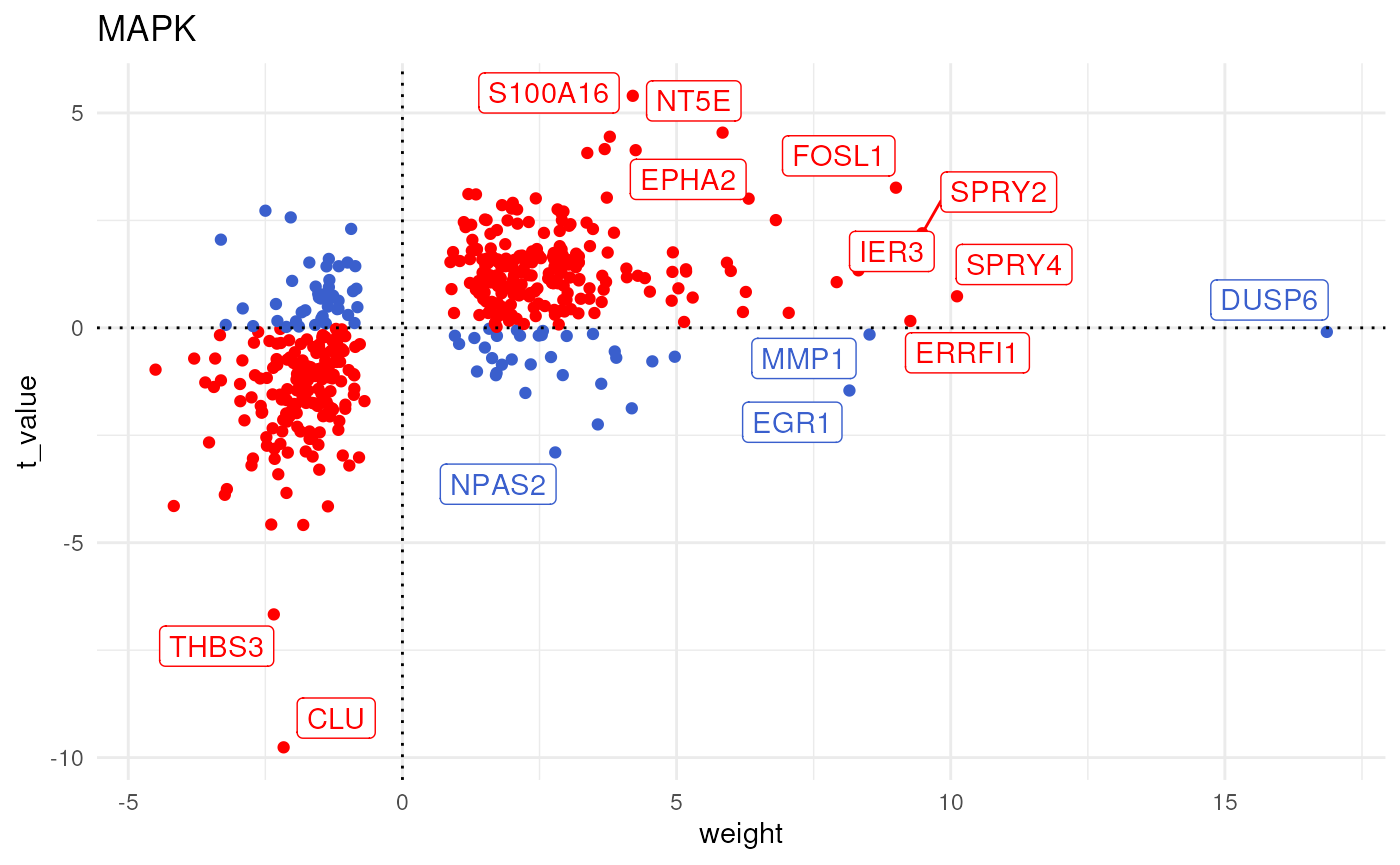 MAPK
S100A16
NT5E
5
FOSL1
EPHA2
SPRY2
IER3
SPRY4
DUSP6
0
MMP1
ERRFI1
t_value
EGR1
NPAS2
-5
THBS3
CLU
-10
-5 0 5 10 15
weight